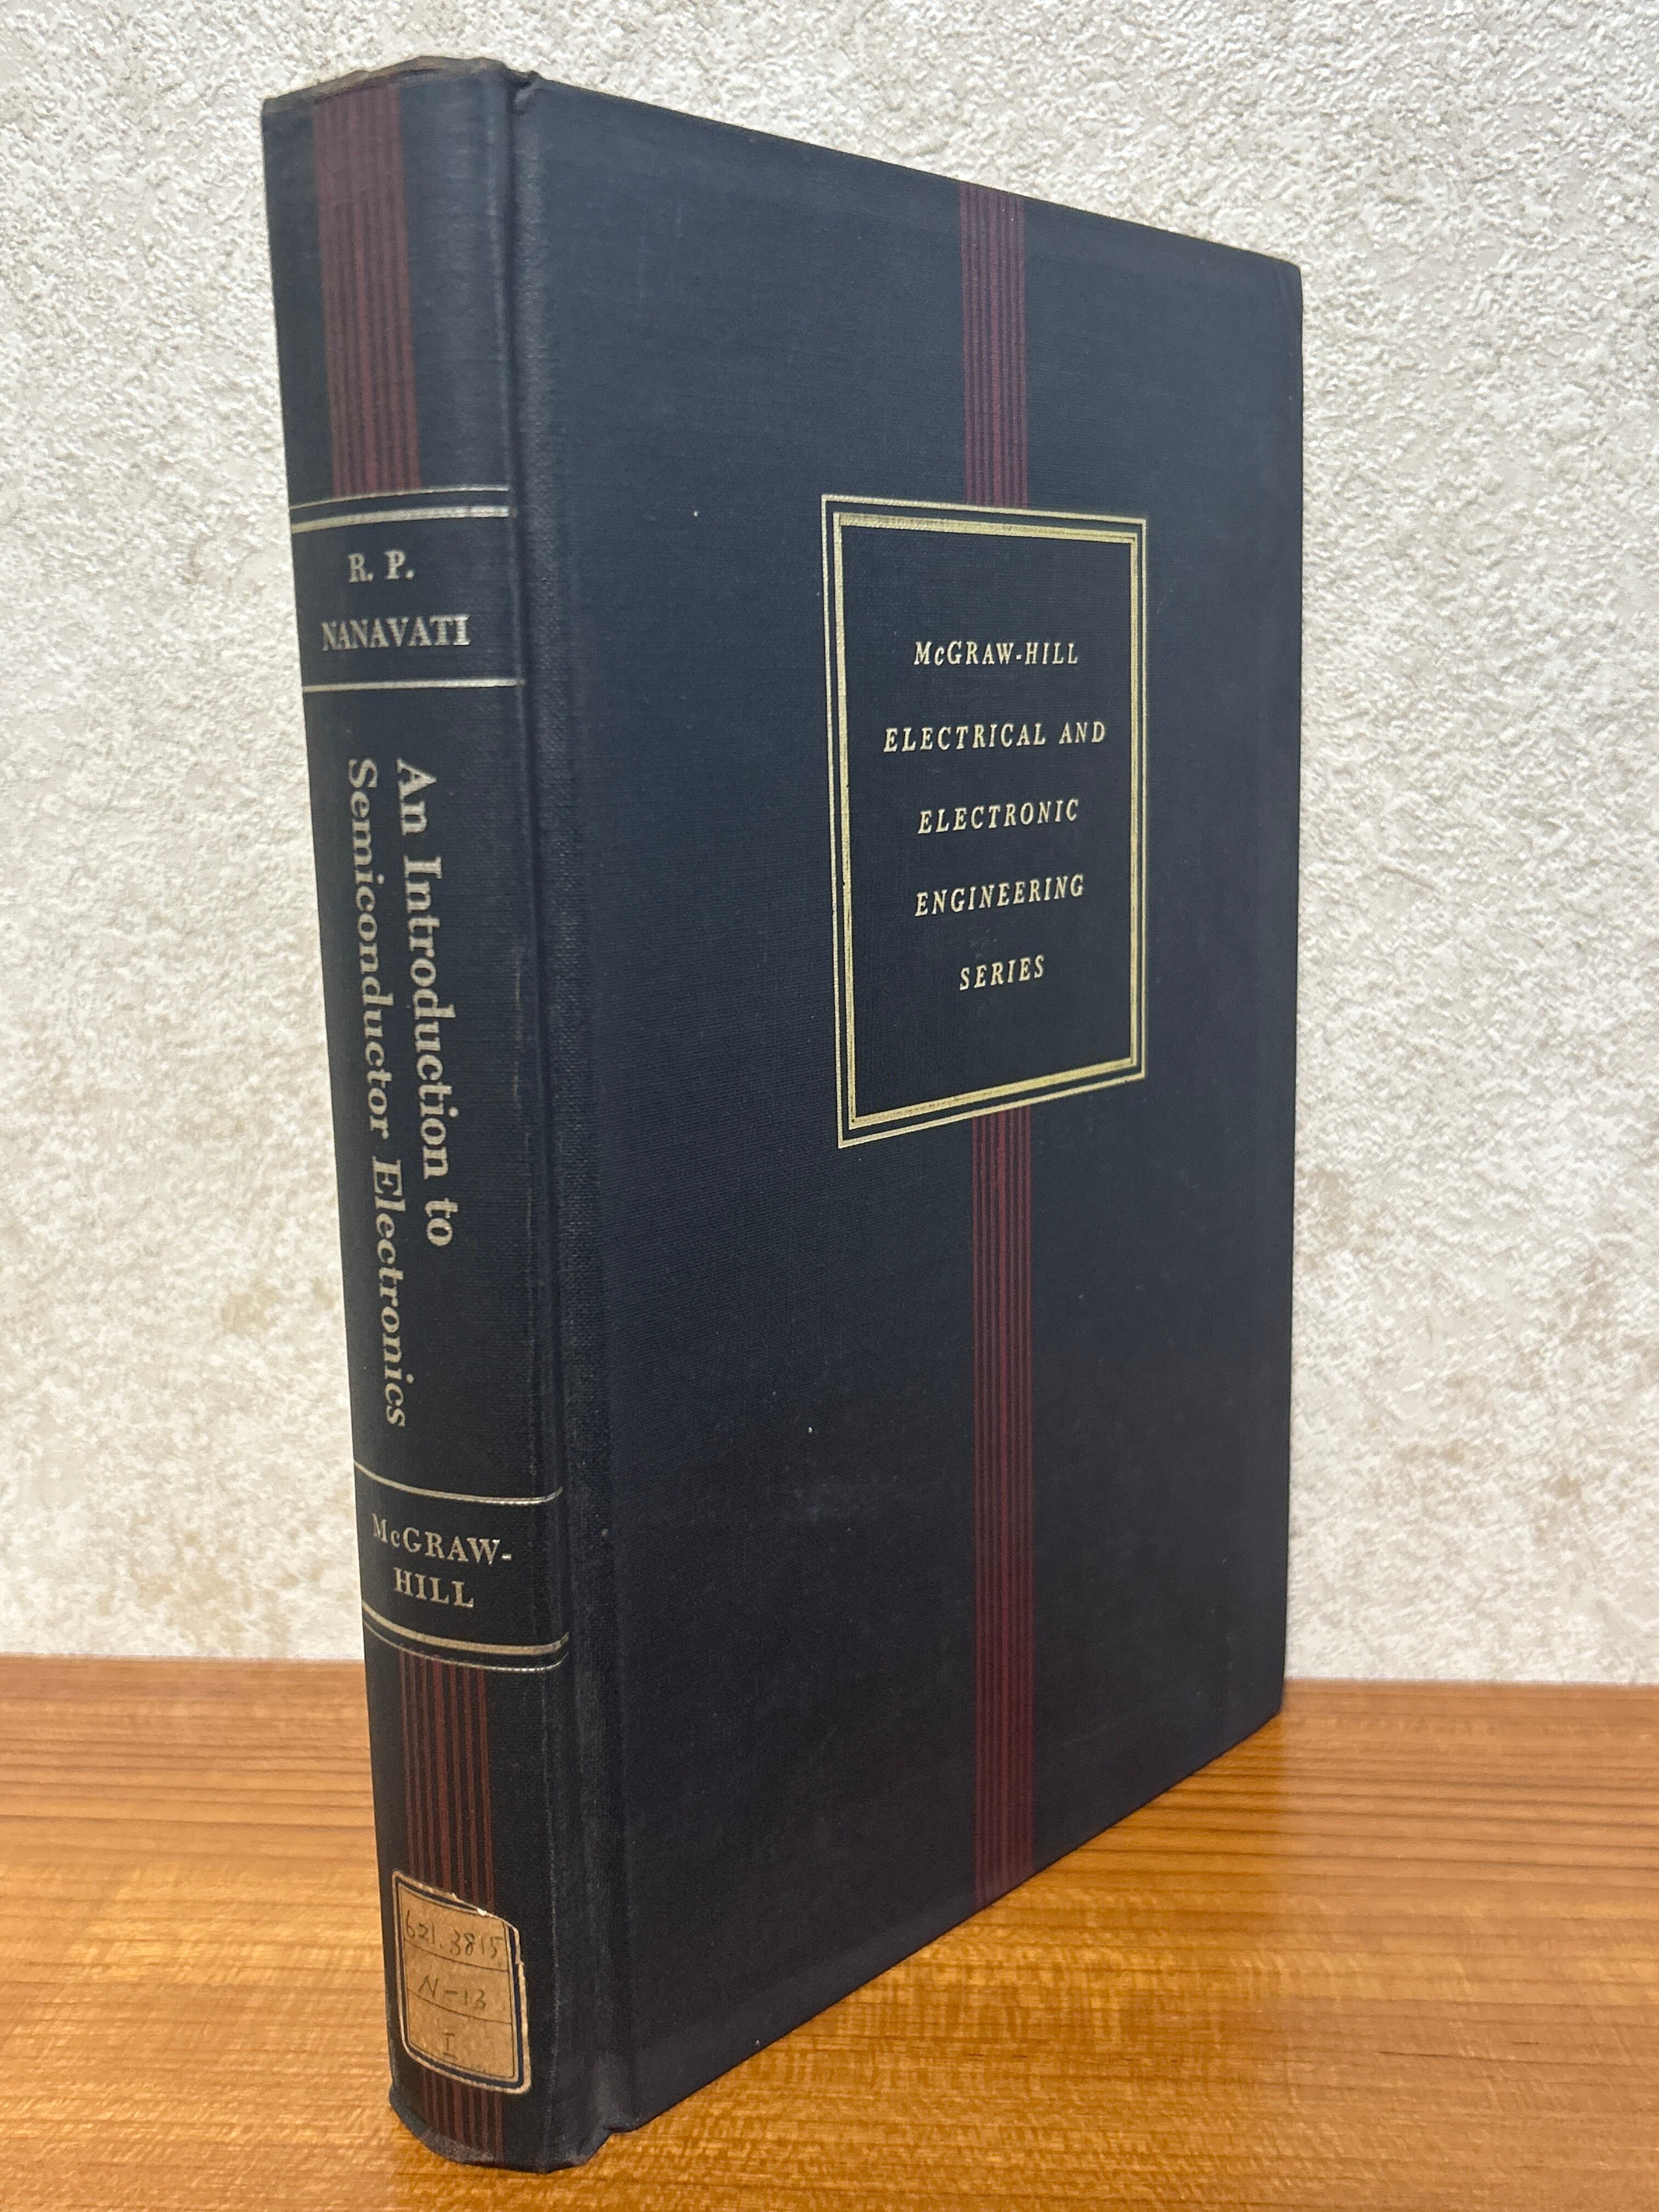 R. P.
NANAVATI
An Introduction to
Semiconductor Electronics
McGRAW-
HILL
621.3815
N-13
I
McGRAW-HILL
ELECTRICAL AND
ELECTRONIC
ENGINEERING
SERIES